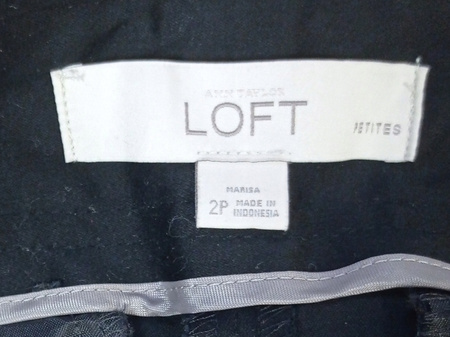 ANN TAYLOR
LOFT
PETITES
MARISA
2P MADE IN
INDONESIA